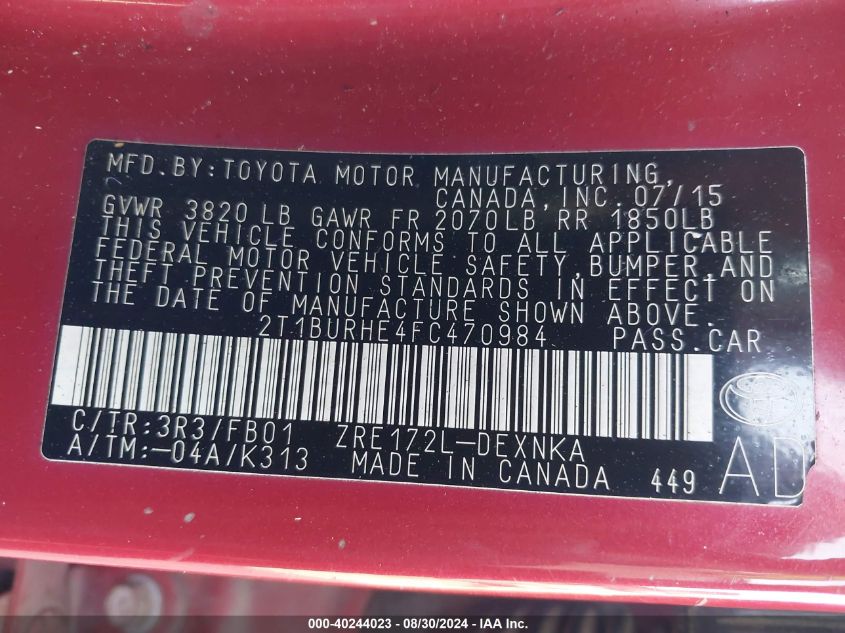 MFD.BY:TOYOTA MOTOR MANUFACTURING,
CANADA,INC. 07/15
GVWR 3820LB GAWR FR 2070LB RR 1850LB
THIS VEHICLE CONFORMS TO ALL APPLICABLE
FEDERAL MOTOR VEHICLE SAFETY,BUMPER,AND
THEFT PREVENTION STANDARDS IN EFFECT ON
THE DATE OF MANUFACTURE SHOWN ABOVE.
2T1BURHE4FC470984 PASS.CAR
C/TR:3R3/FB01 ZRE172L-DEXNKA
A/TM:-04A/K313 MADE IN CANADA 449 AD
000-40244023 - 08/30/2024 - IAA Inc.